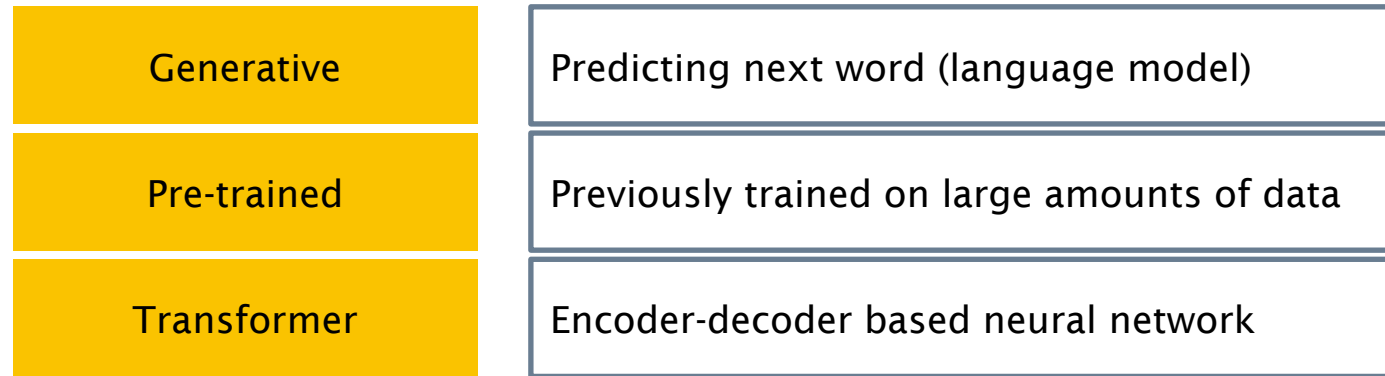 Generative
Predicting next word (language model)
Pre-trained
Previously trained on large amounts of data
Transformer
Encoder-decoder based neural network